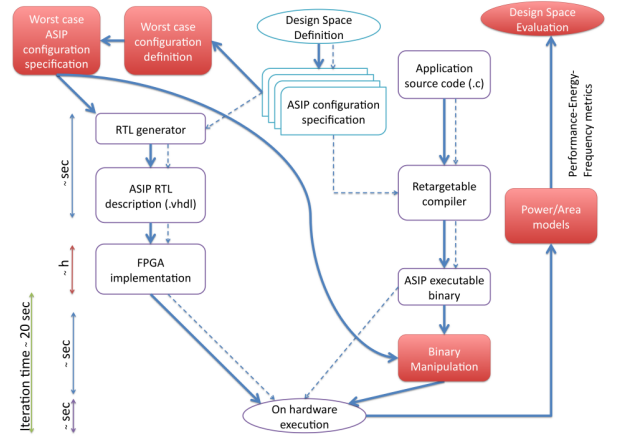 Worst case
ASIP
configuration
specification
Worst case
configuration
definition
Design Space
Definition
Design Space
Evaluation
ASIP configuration
specification
Application
source code (.c)
Performance-Energy-
Frequency metrics
RTL generator
~ sec
ASIP RTL
description (.vhdl)
Retargetable
compiler
Power/Area
models
~ h
FPGA
implementation
ASIP executable
binary
Iteration time ~ 20 sec
~ sec
Binary
Manipulation
~ sec
On hardware
execution